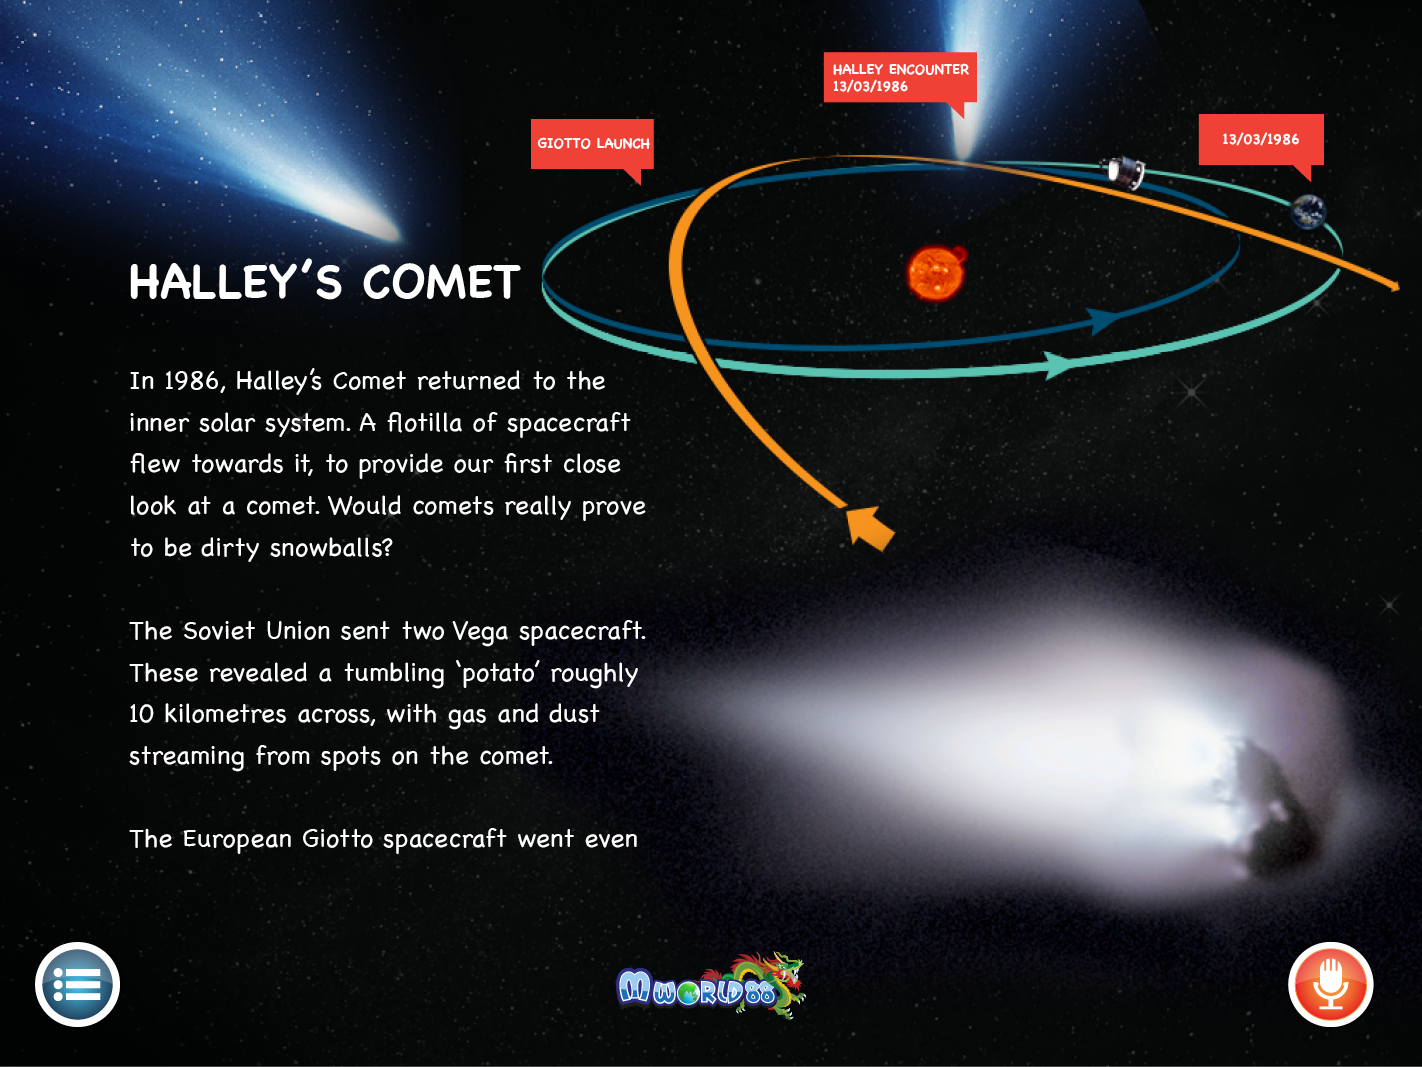 HALLEY ENCOUNTER
13/03/1986
GIOTTO LAUNCH
13/03/1986
HALLEY'S COMET
In 1986, Halley's Comet returned to the
inner solar system. A flotilla of spacecraft
flew towards it, to provide our first close
look at a comet. Would comets really prove
to be dirty snowballs?
The Soviet Union sent two Vega spacecraft.
These revealed a tumbling ‘potato’ roughly
10 kilometres across, with gas and dust
streaming from spots on the comet.
The European Giotto spacecraft went even
MWORLD88